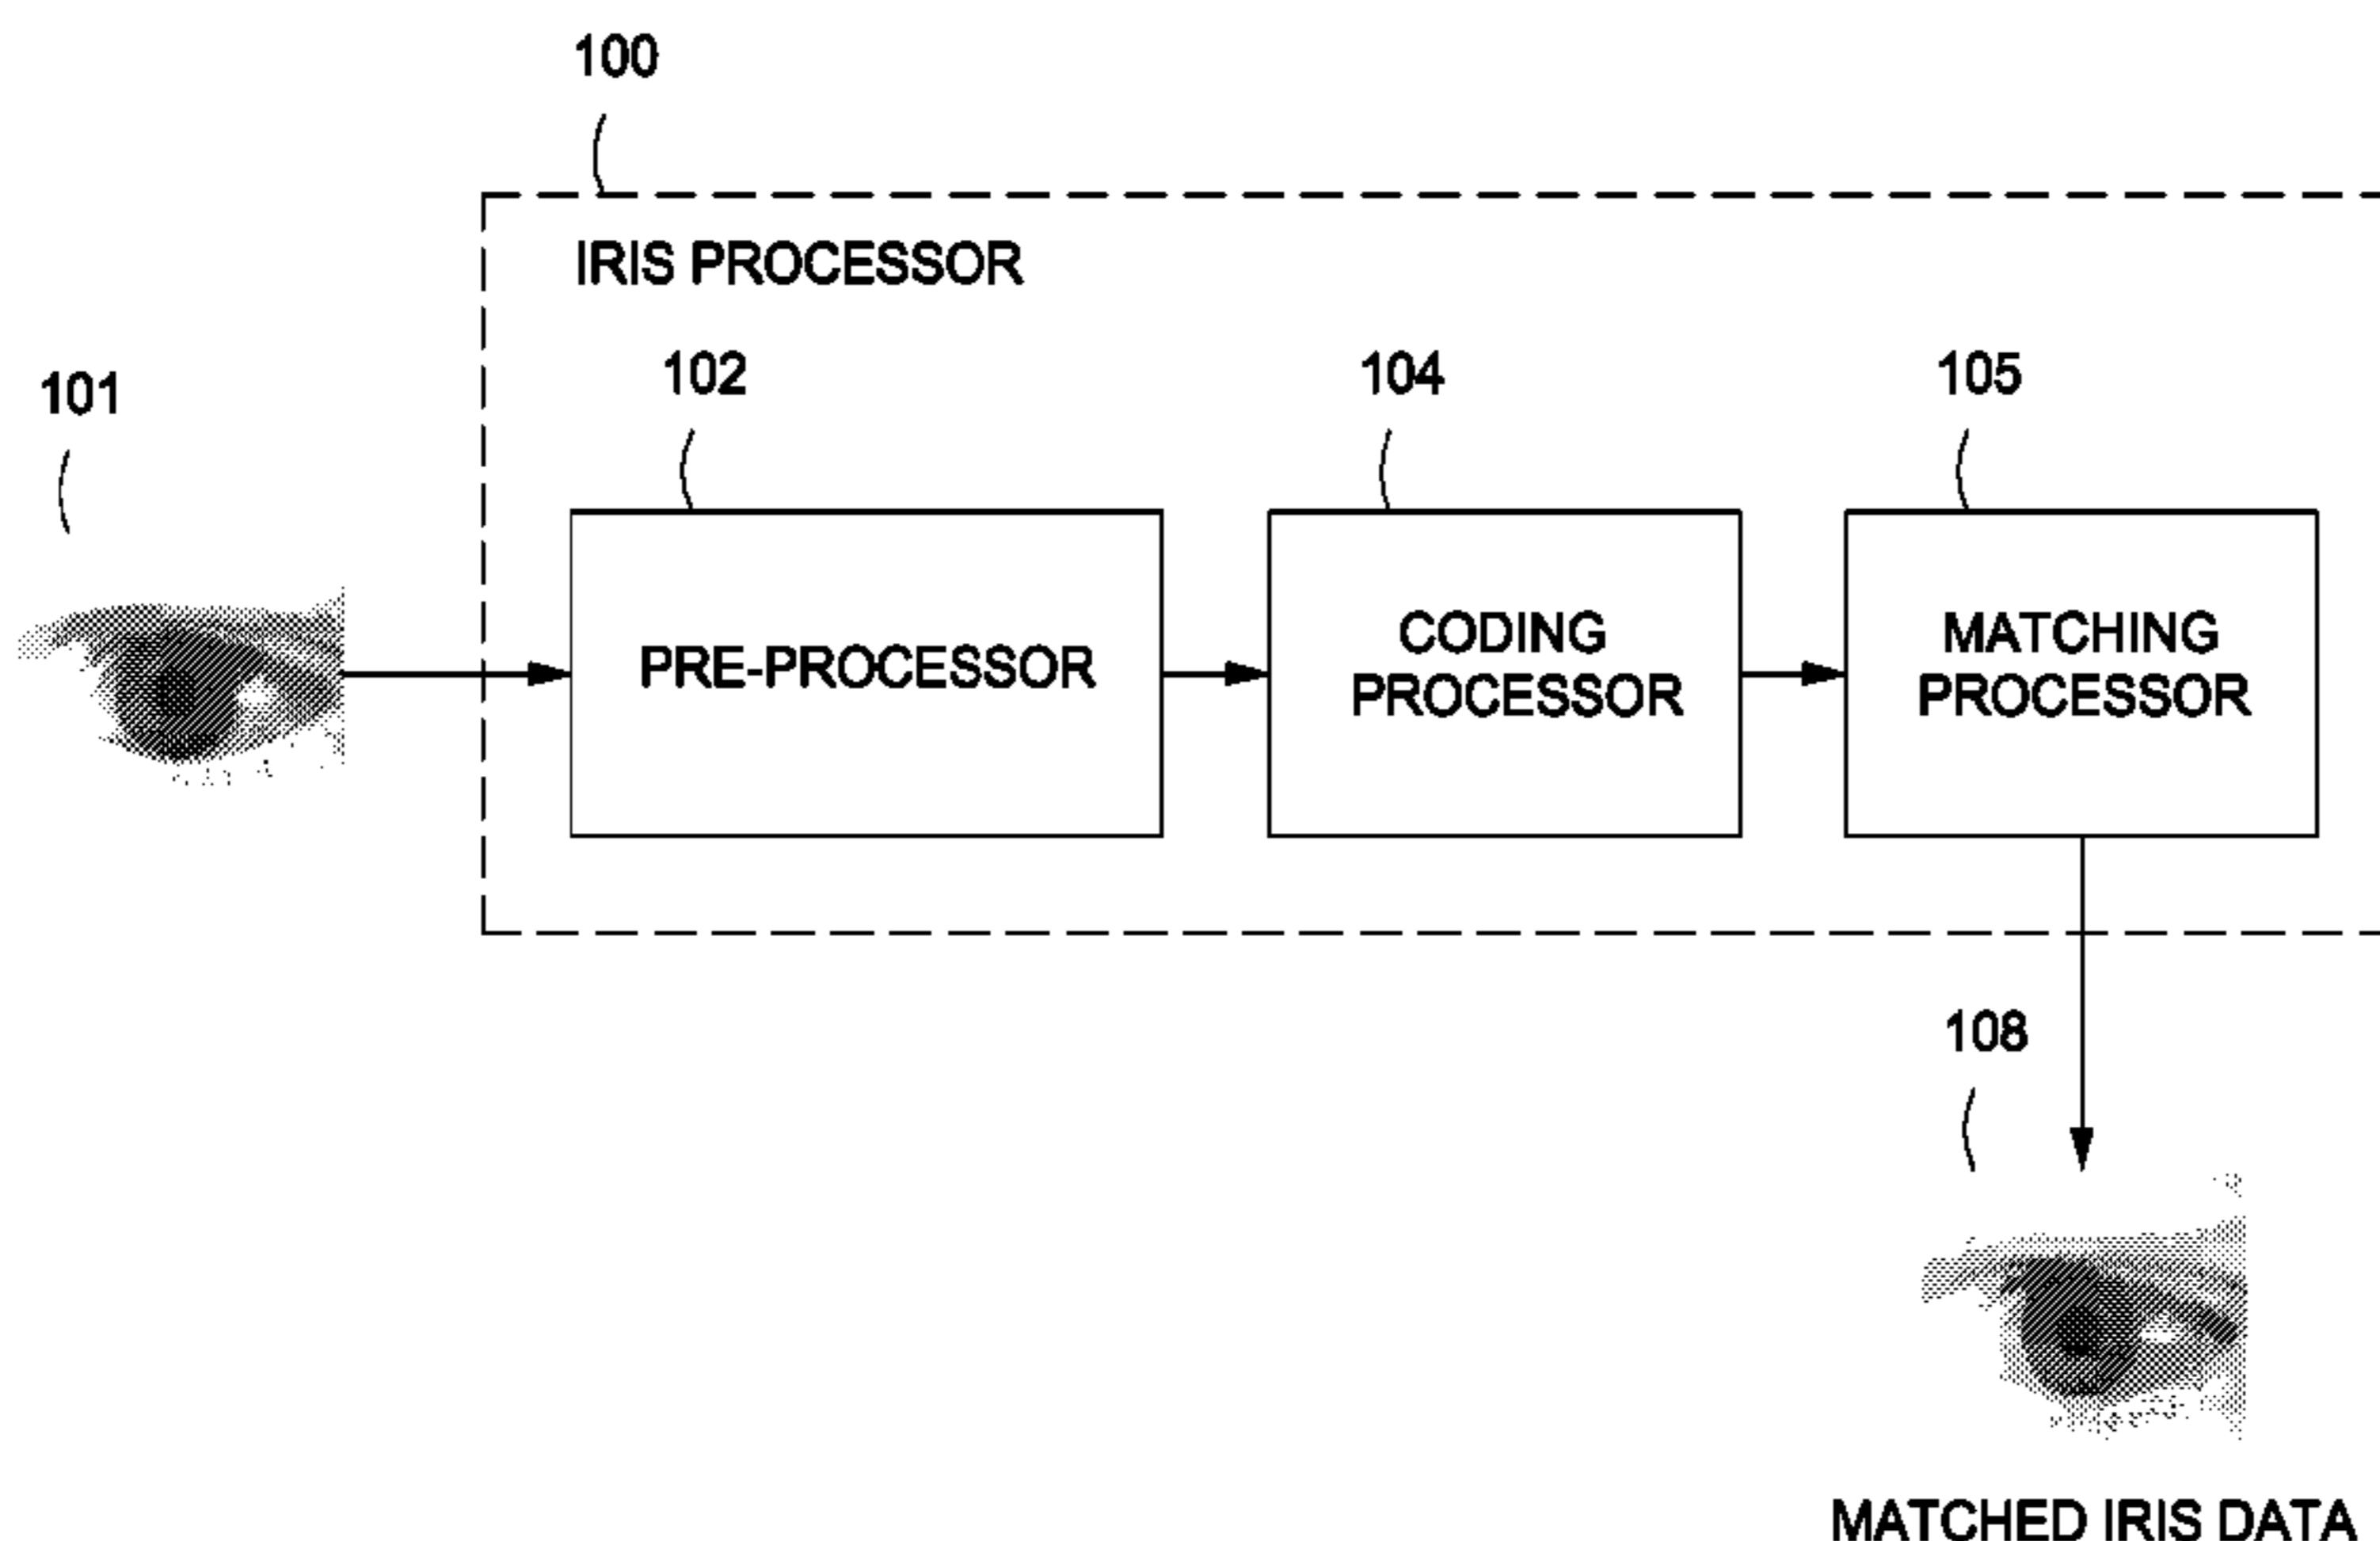 100
IRIS PROCESSOR
101
102
104
105
PRE-PROCESSOR
CODING
PROCESSOR
MATCHING
PROCESSOR
108
MATCHED IRIS DATA